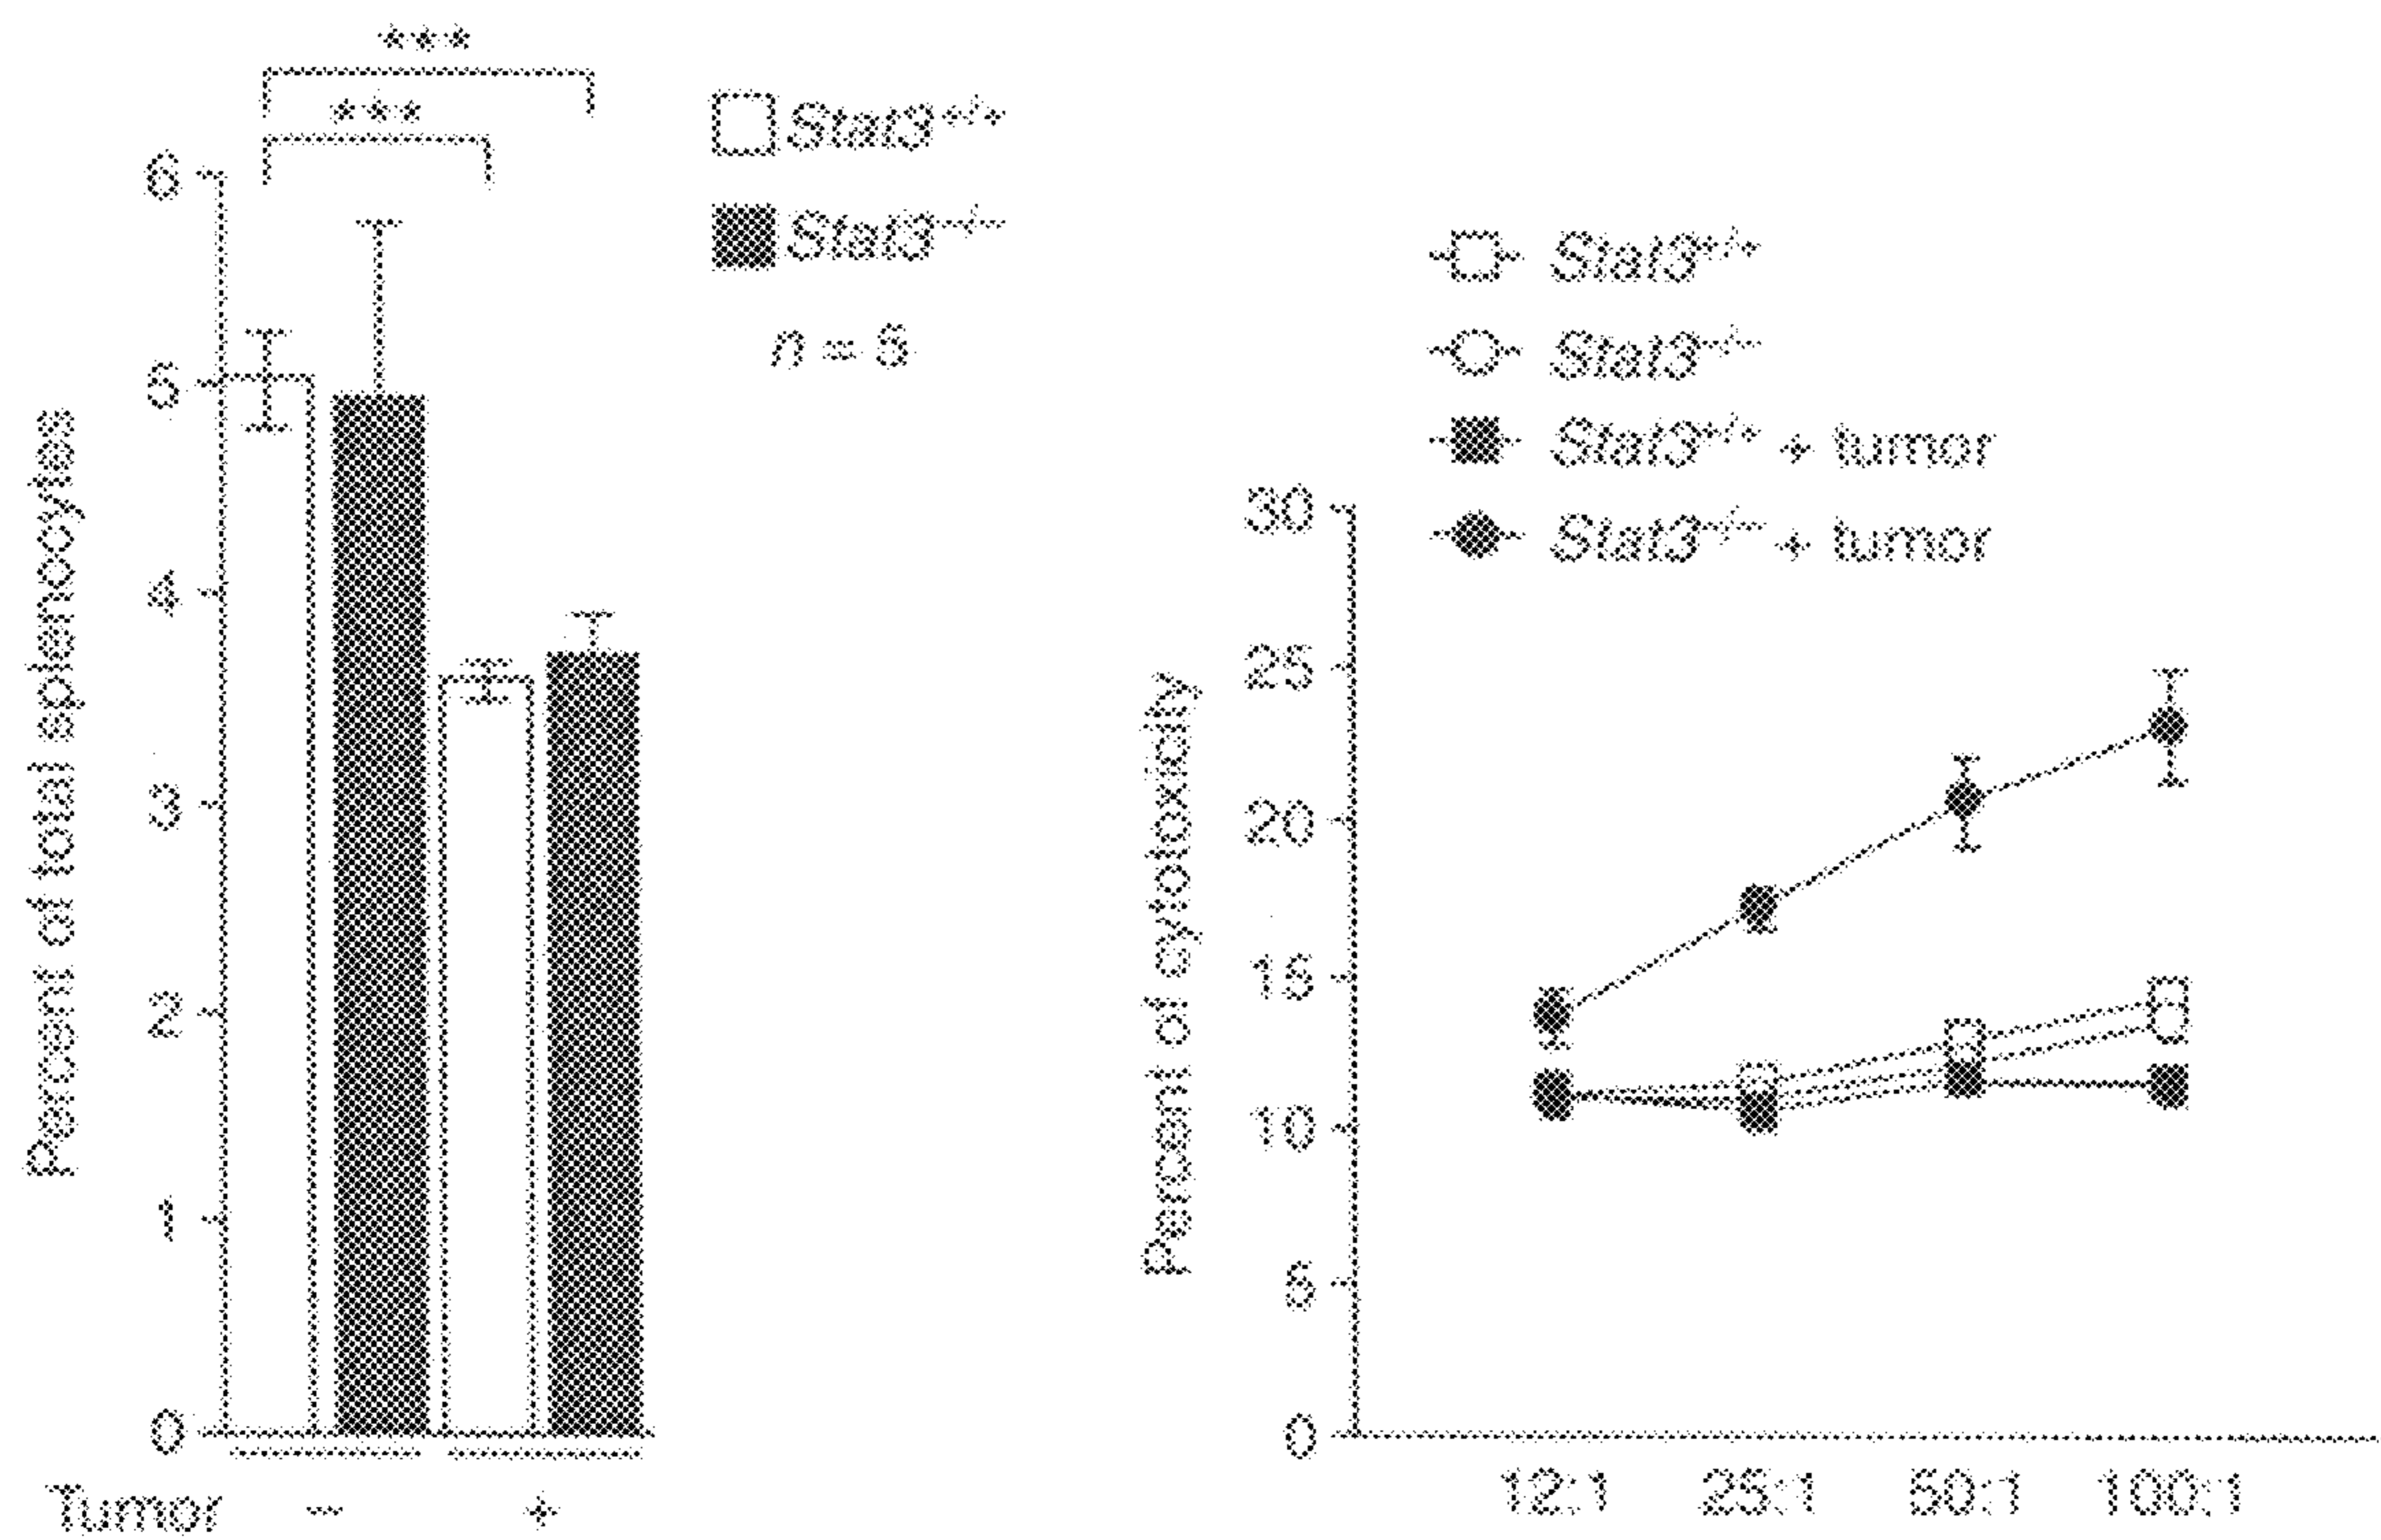 ***
***
Stat3+/+
Stat3-/-
n = 6
Percent of total splenocytes
6
5
4
3
2
1
0
Tumor - +
Stat3+/+
Stat3-/-
Stat3+/+ + tumor
Stat3-/- + tumor
Percent of cytotoxicity
30
25
20
15
10
5
0
12:1 25:1 50:1 100:1